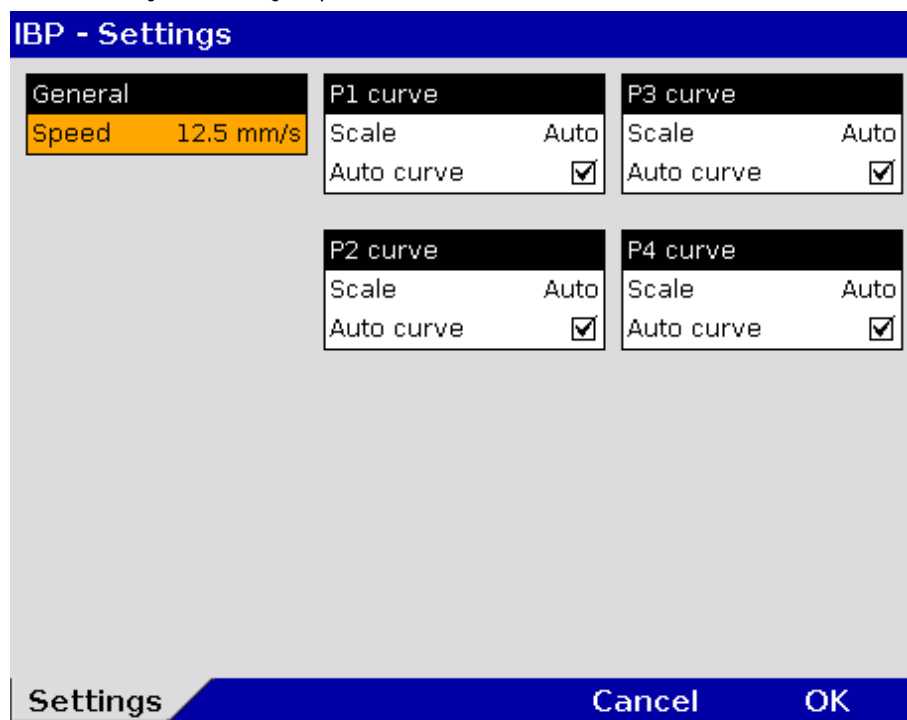 IBP - Settings
General
Speed 12.5 mm/s
P1 curve
Scale Auto
Auto curve
P2 curve
Scale Auto
Auto curve
P3 curve
Scale Auto
Auto curve
P4 curve
Scale Auto
Auto curve
Settings Cancel OK